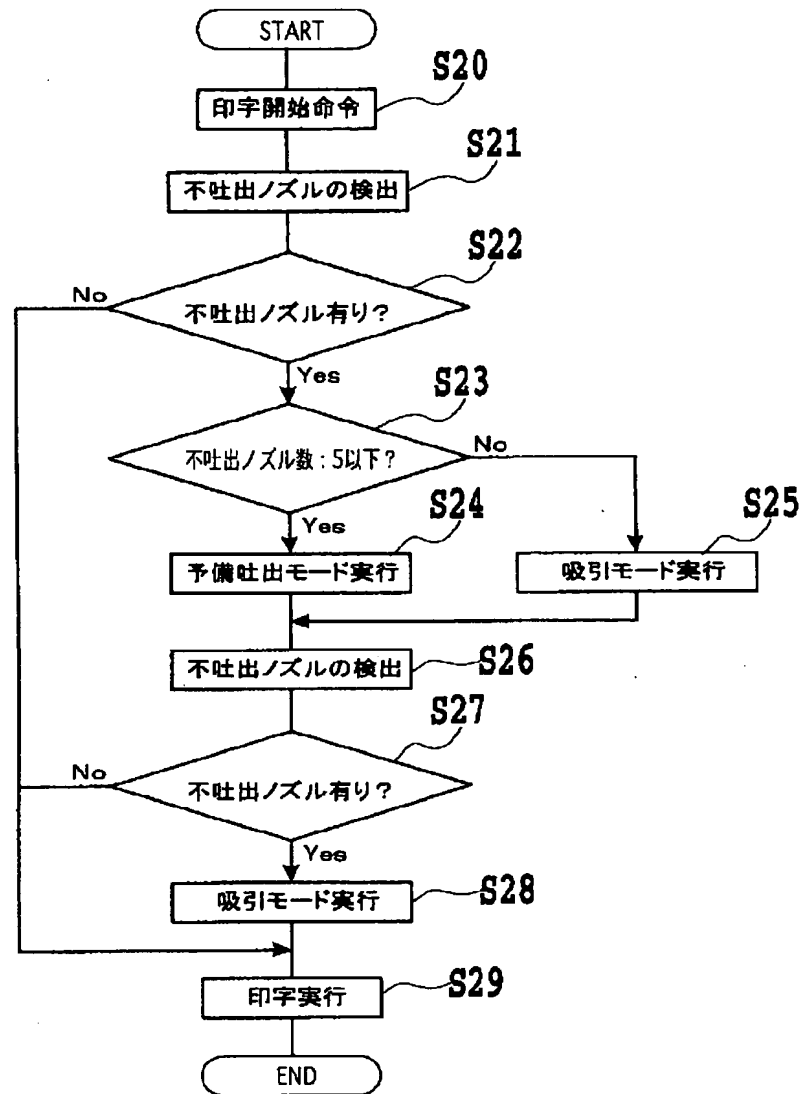 START
S20
印字開始命令
S21
不吐出ノズルの検出
S22
No
不吐出ノズル有り?
Yes
S23
不吐出ノズル数:5以下?
No
S24
Yes
S25
予備吐出モード実行
吸引モード実行
不吐出ノズルの検出
S26
S27
No
不吐出ノズル有り?
Yes
吸引モード実行
S28
印字実行
S29
END